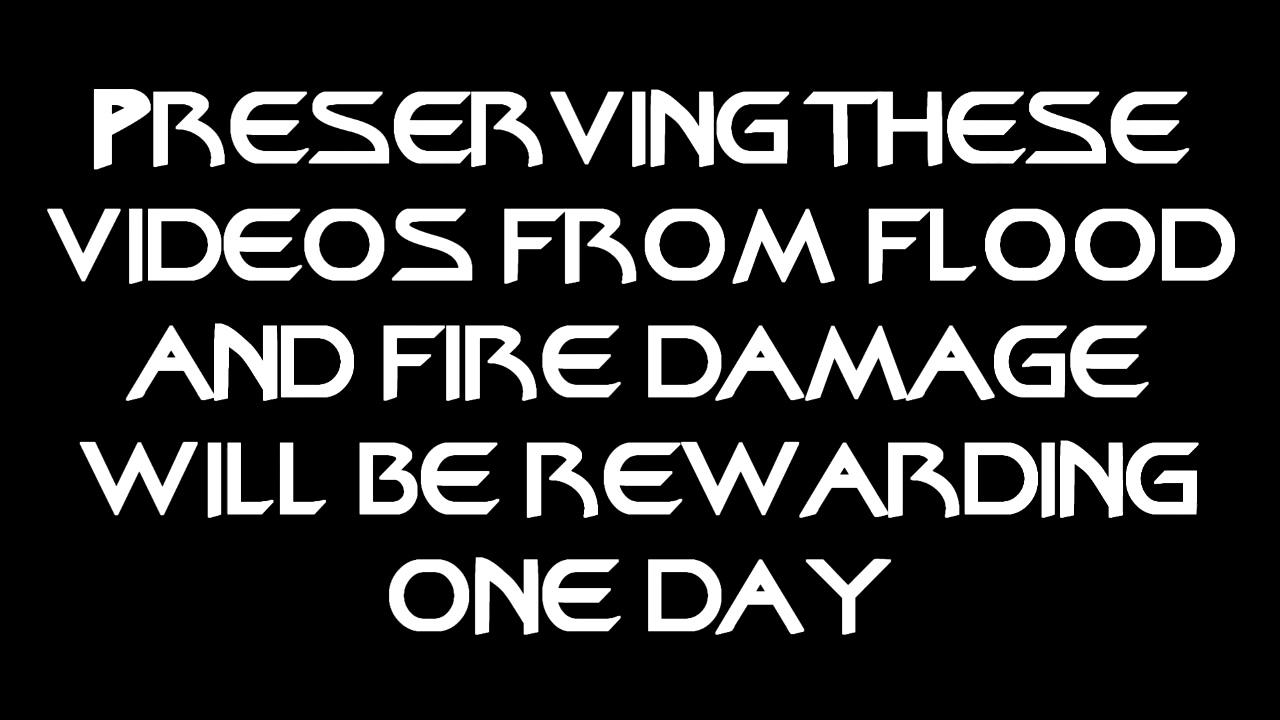 PRESERVING THESE
VIDEOS FROM FLOOD
AND FIRE DAMAGE
WILL BE REWARDING
ONE DAY